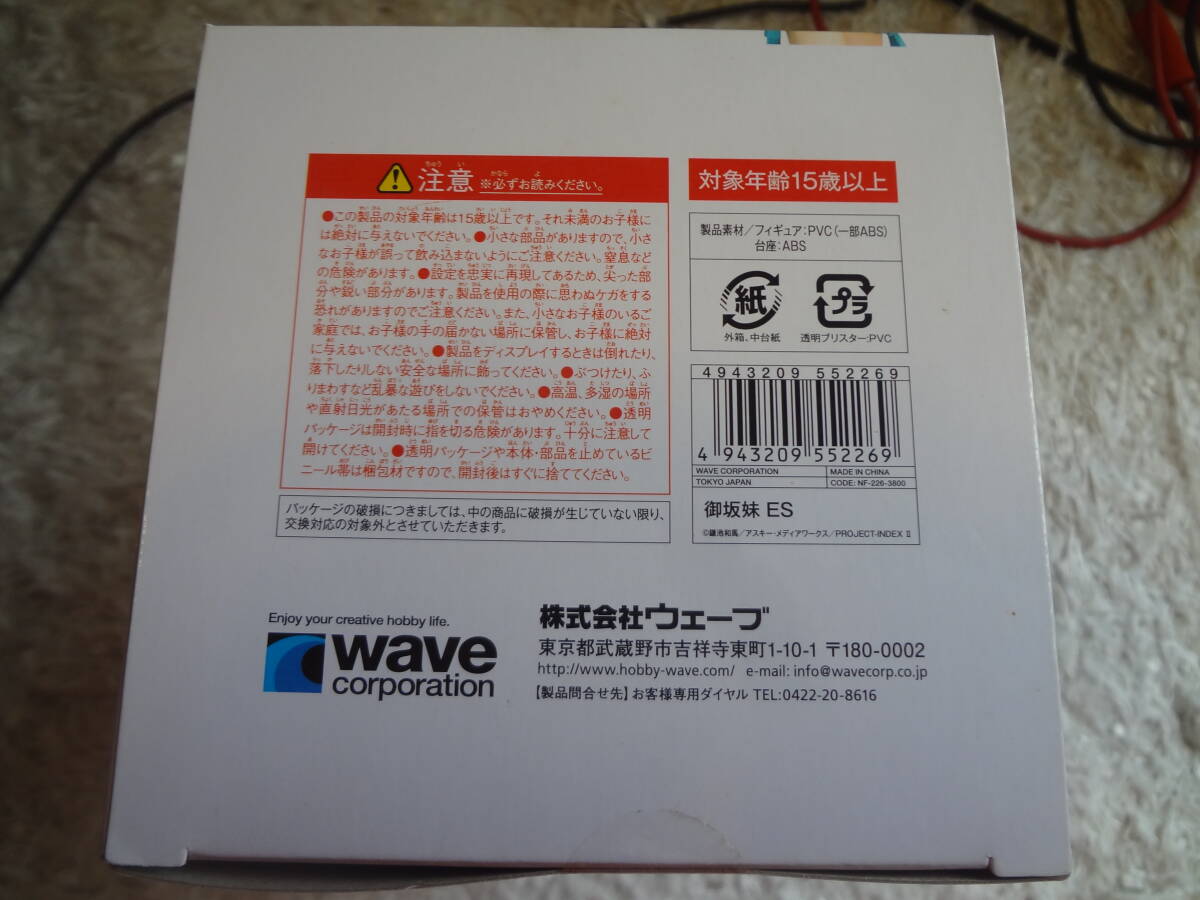 注意 ※必ずお読みください。
●この製品の対象年齢は15歳以上です。それ未満のお子様に
は絶対に与えないでください。●小さな部品がありますので、小さ
なお子様が誤って飲み込まないようにご注意ください。窒息など
の危険があります。●設定を忠実に再現してあるため、尖った部
分や鋭い部分があります。製品を使用の際に思わぬケガをする
恐れがありますのでご注意ください。また、小さなお子様のいるご
家庭では、お子様の手の届かない場所に保管し、お子様に絶対
に与えないでください。●製品をディスプレイするときは倒れたり、
落下したりしない安全な場所に飾ってください。●ぶつけたり、ふ
りまわすなど乱暴な遊びをしないでください。●高温、多湿の場所
や直射日光があたる場所での保管はおやめください。●透明
パッケージは開封時に指を切る危険があります。十分に注意して
開けてください。●透明パッケージや本体・部品を止めているビ
ニール帯は梱包材ですので、開封後はすぐに捨ててください。
パッケージの破損につきましては、中の商品に破損が生じていない限り、
交換対応の対象外とさせていただきます。
対象年齢15歳以上
製品素材/フィギュア:PVC(一部ABS)
台座:ABS
紙 プラ
外箱、中台紙 透明ブリスター:PVC
4943209 552269
4 943209 552269
WAVE CORPORATION MADE IN CHINA
TOKYO JAPAN CODE: NF-226-3800
御坂妹 ES
©鎌池和馬/アスキー・メディアワークス/PROJECT-INDEX Ⅱ
Enjoy your creative hobby life.
wave
corporation
株式会社ウェーブ
東京都武蔵野市吉祥寺東町1-10-1 〒180-0002
http://www.hobby-wave.com/ e-mail: info@wavecorp.co.jp
【製品問合せ先】お客様専用ダイヤル TEL:0422-20-8616